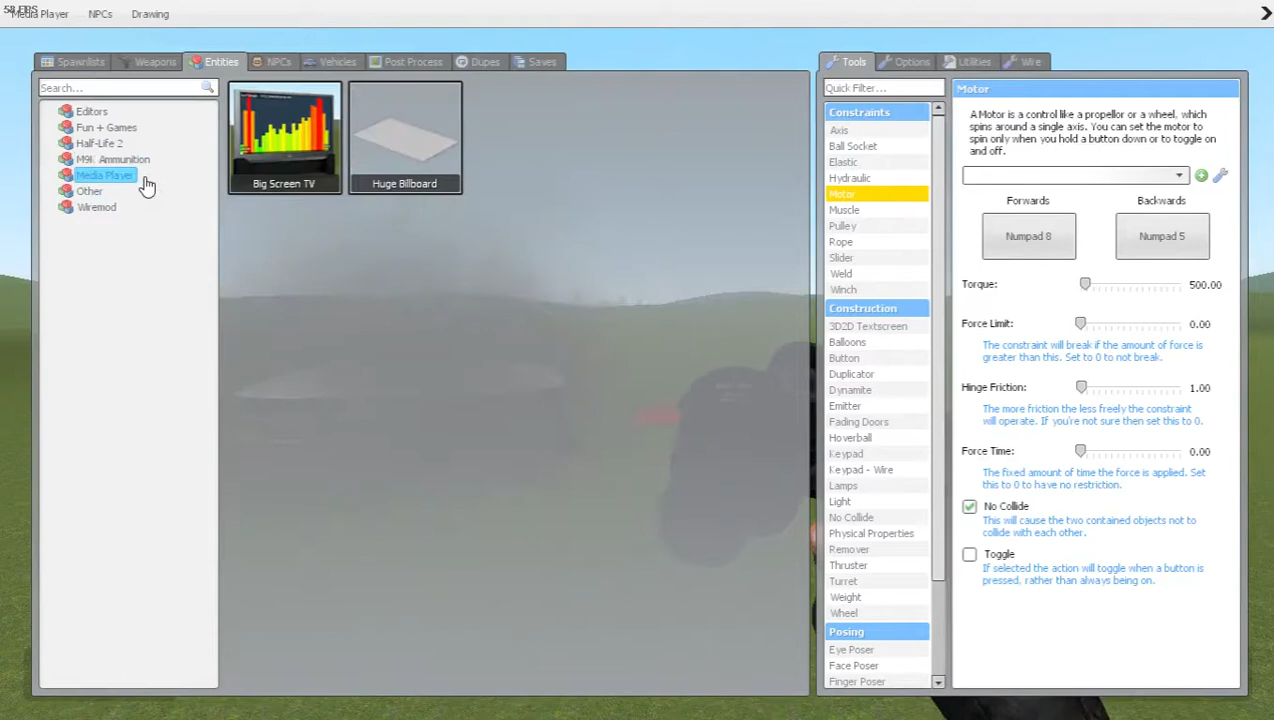 58 FPS
Media Player NPCs Drawing
Spawnlists Weapons Entities NPCs Vehicles Post Process Dupes Saves
Search...
Editors
Fun + Games
Half-Life 2
M9K Ammunition
Media Player
Other
Wiremod
Big Screen TV
Huge Billboard
Tools Options Utilities Wire
Quick Filter...
Constraints
Axis
Ball Socket
Elastic
Hydraulic
Motor
Muscle
Pulley
Rope
Slider
Weld
Winch
Construction
3D2D Textscreen
Balloons
Button
Duplicator
Dynamite
Emitter
Fading Doors
Hoverball
Keypad
Keypad - Wire
Lamps
Light
No Collide
Physical Properties
Remover
Thruster
Turret
Weight
Wheel
Posing
Eye Poser
Face Poser
Finger Poser
Motor
A Motor is a control like a propeller or a wheel, which
spins around a single axis. You can set the motor to
spin only when you hold a button down or to toggle on
and off.
Forwards Backwards
Numpad 8 Numpad 5
Torque: 500.00
Force Limit: 0.00
The constraint will break if the amount of force is
greater than this. Set to 0 to not break.
Hinge Friction: 1.00
The more friction the less freely the constraint
will operate. If you're not sure then set this to 0.
Force Time: 0.00
The fixed amount of time the force is applied. Set
this to 0 to have no restriction.
No Collide
This will cause the two contained objects not to
collide with each other.
Toggle
If selected the action will toggle when a button is
pressed, rather than always being on.